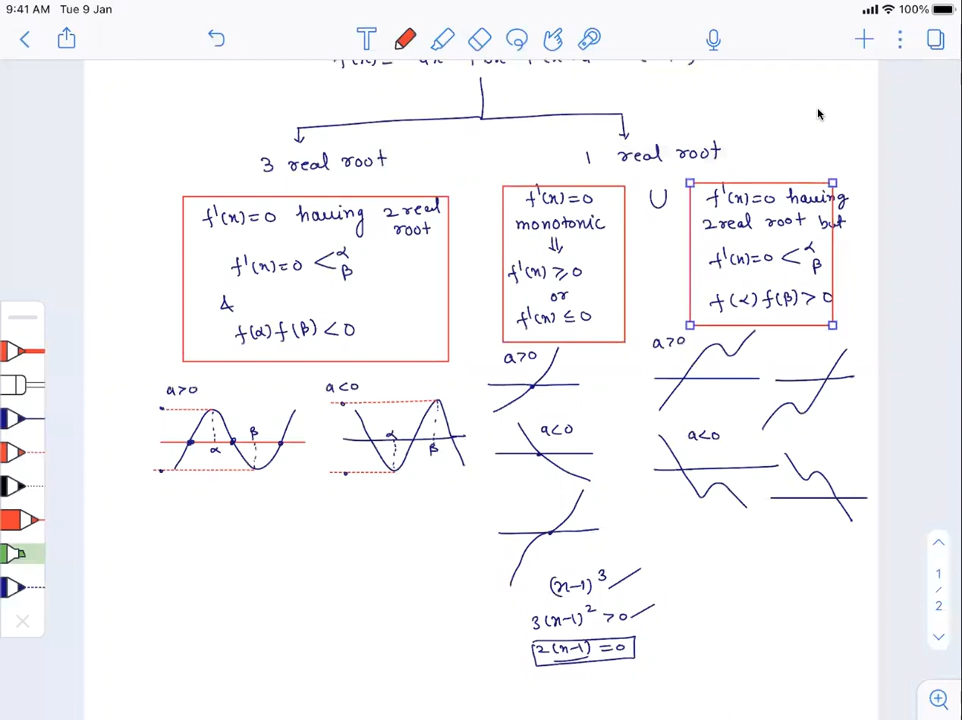 9:41 AM Tue 9 Jan
100%
T
f(x) =
3 real root
1 real root
f'(x)=0 having 2 real
root
f'(x)=0 < α
β
&
f(α) f(β) < 0
f'(x)=0
monotonic
⇓
f'(x) ≥ 0
or
f'(x) ≤ 0
U
f'(x)=0 having
2 real root but
f'(x)=0 < α
β
f(α) f(β) > 0
a>0
α
β
a<0
α
β
a>0
a<0
a>0
a<0
(x-1)^3
3(x-1)^2 > 0
2(x-1) = 0
1
/
2